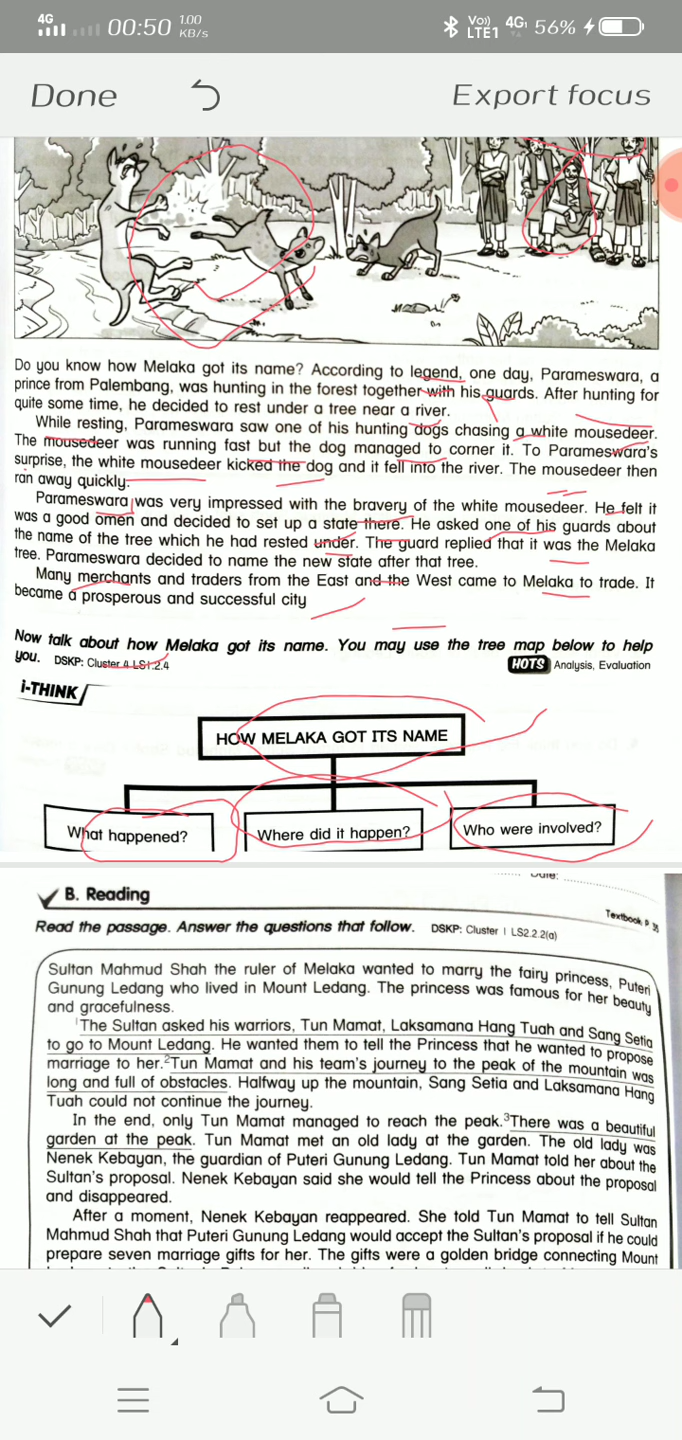 4G 00:50 1.00 KB/s Vo)) LTE1 4G 56%
Done Export focus
Do you know how Melaka got its name? According to legend, one day, Parameswara, a
prince from Palembang, was hunting in the forest together with his guards. After hunting for
quite some time, he decided to rest under a tree near a river.
While resting, Parameswara saw one of his hunting dogs chasing a white mousedeer.
The mousedeer was running fast but the dog managed to corner it. To Parameswara's
surprise, the white mousedeer kicked the dog and it fell into the river. The mousedeer then
ran away quickly.
Parameswara was very impressed with the bravery of the white mousedeer. He felt it
was a good omen and decided to set up a state there. He asked one of his guards about
the name of the tree which he had rested under. The guard replied that it was the Melaka
tree. Parameswara decided to name the new state after that tree.
Many merchants and traders from the East and the West came to Melaka to trade. It
became a prosperous and successful city
Now talk about how Melaka got its name. You may use the tree map below to help
you. DSKP: Cluster 4 LS1.2.4 HOTS Analysis, Evaluation
i-THINK
HOW MELAKA GOT ITS NAME
What happened? Where did it happen? Who were involved?
B. Reading
Textbook P 35
Read the passage. Answer the questions that follow. DSKP: Cluster 1 LS2.2.2(a)
Sultan Mahmud Shah the ruler of Melaka wanted to marry the fairy princess, Puteri
Gunung Ledang who lived in Mount Ledang. The princess was famous for her beauty
and gracefulness.
1The Sultan asked his warriors, Tun Mamat, Laksamana Hang Tuah and Sang Setia
to go to Mount Ledang. He wanted them to tell the Princess that he wanted to propose
marriage to her. 2Tun Mamat and his team's journey to the peak of the mountain was
long and full of obstacles. Halfway up the mountain, Sang Setia and Laksamana Hang
Tuah could not continue the journey.
In the end, only Tun Mamat managed to reach the peak. 3There was a beautiful
garden at the peak. Tun Mamat met an old lady at the garden. The old lady was
Nenek Kebayan, the guardian of Puteri Gunung Ledang. Tun Mamat told her about the
Sultan's proposal. Nenek Kebayan said she would tell the Princess about the proposal
and disappeared.
After a moment, Nenek Kebayan reappeared. She told Tun Mamat to tell Sultan
Mahmud Shah that Puteri Gunung Ledang would accept the Sultan's proposal if he could
prepare seven marriage gifts for her. The gifts were a golden bridge connecting Mount